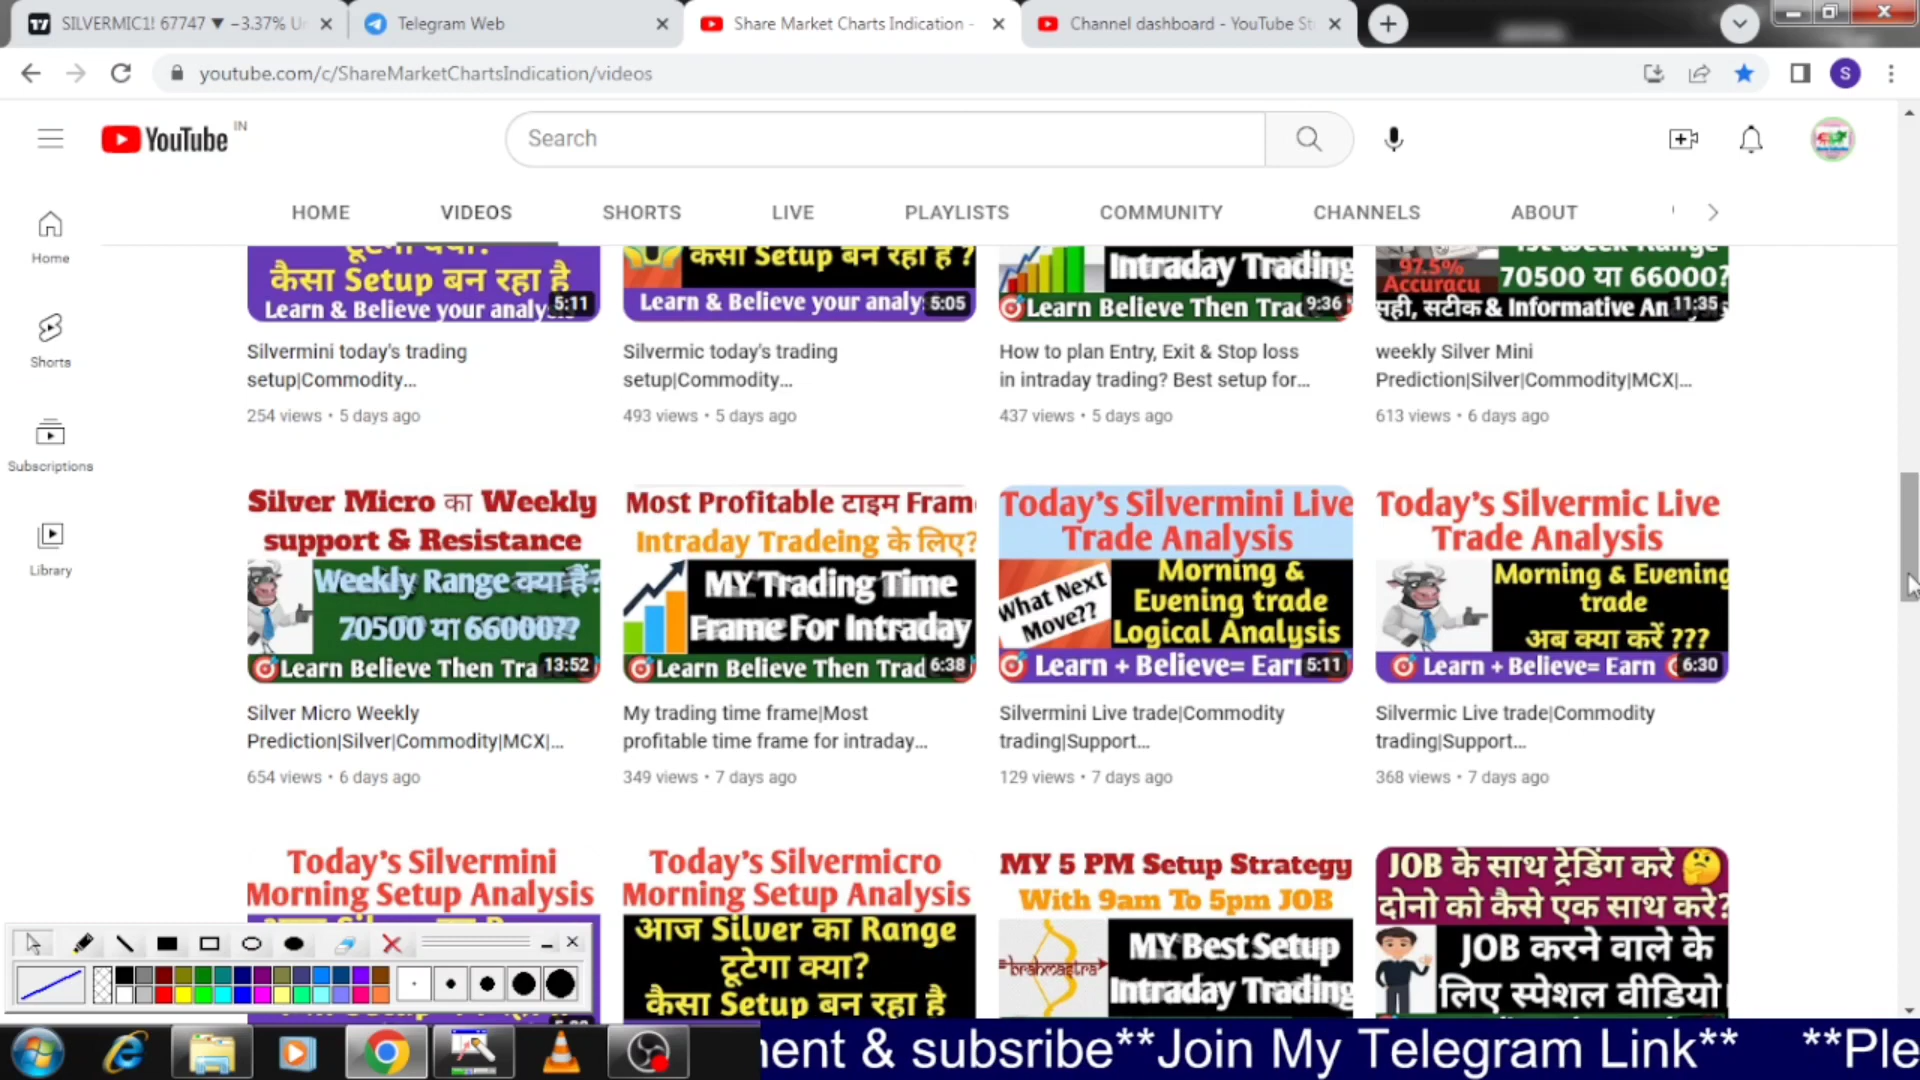 SILVERMIC1! 67747 ▼ −3.37%
Telegram Web
Share Market Charts Indication -
Channel dashboard - YouTube St
youtube.com/c/ShareMarketChartsIndication/videos
S
YouTube IN
Search
HOME
VIDEOS
SHORTS
LIVE
PLAYLISTS
COMMUNITY
CHANNELS
ABOUT
Home
Shorts
Subscriptions
Library
कैसा Setup बन रहा है
Learn & Believe your analy
5:11
Silvermini today's trading
setup|Commodity...
254 views • 5 days ago
कैसा Setup बन रहा है ?
Learn & Believe your analy
5:05
Silvermic today's trading
setup|Commodity...
493 views • 5 days ago
Intraday Trading
Learn Believe Then Trad
9:36
How to plan Entry, Exit & Stop loss
in intraday trading? Best setup for...
437 views • 5 days ago
1st week Range
97.5%
Accuracy
70500 या 66000?
सही, सटीक & Informative An
11:35
weekly Silver Mini
Prediction|Silver|Commodity|MCX|...
613 views • 6 days ago
Silver Micro का Weekly
support & Resistance
Weekly Range क्या हैं?
70500 या 66000??
Learn Believe Then Tra
13:52
Silver Micro Weekly
Prediction|Silver|Commodity|MCX|...
654 views • 6 days ago
Most Profitable टाइम Fram
Intraday Tradeing के लिए?
MY Trading Time
Frame For Intraday
Learn Believe Then Trad
6:38
My trading time frame|Most
profitable time frame for intraday...
349 views • 7 days ago
Today's Silvermini Live
Trade Analysis
What Next
Move??
Morning &
Evening trade
Logical Analysis
Learn + Believe= Earn
5:11
Silvermini Live trade|Commodity
trading|Support...
129 views • 7 days ago
Today's Silvermic Live
Trade Analysis
Morning & Evening
trade
अब क्या करें ???
Learn + Believe= Earn
6:30
Silvermic Live trade|Commodity
trading|Support...
368 views • 7 days ago
Today's Silvermini
Morning Setup Analysis
Today's Silvermicro
Morning Setup Analysis
आज Silver का Range
टूटेगा क्या?
कैसा Setup बन रहा है
MY 5 PM Setup Strategy
With 9am To 5pm JOB
brahmastra
MY Best Setup
Intraday Trading
JOB के साथ ट्रेडिंग करे
दोनो को कैसे एक साथ करे?
JOB करने वाले के
लिए स्पेशल वीडियो
nent & subsribe**Join My Telegram Link** **Ple